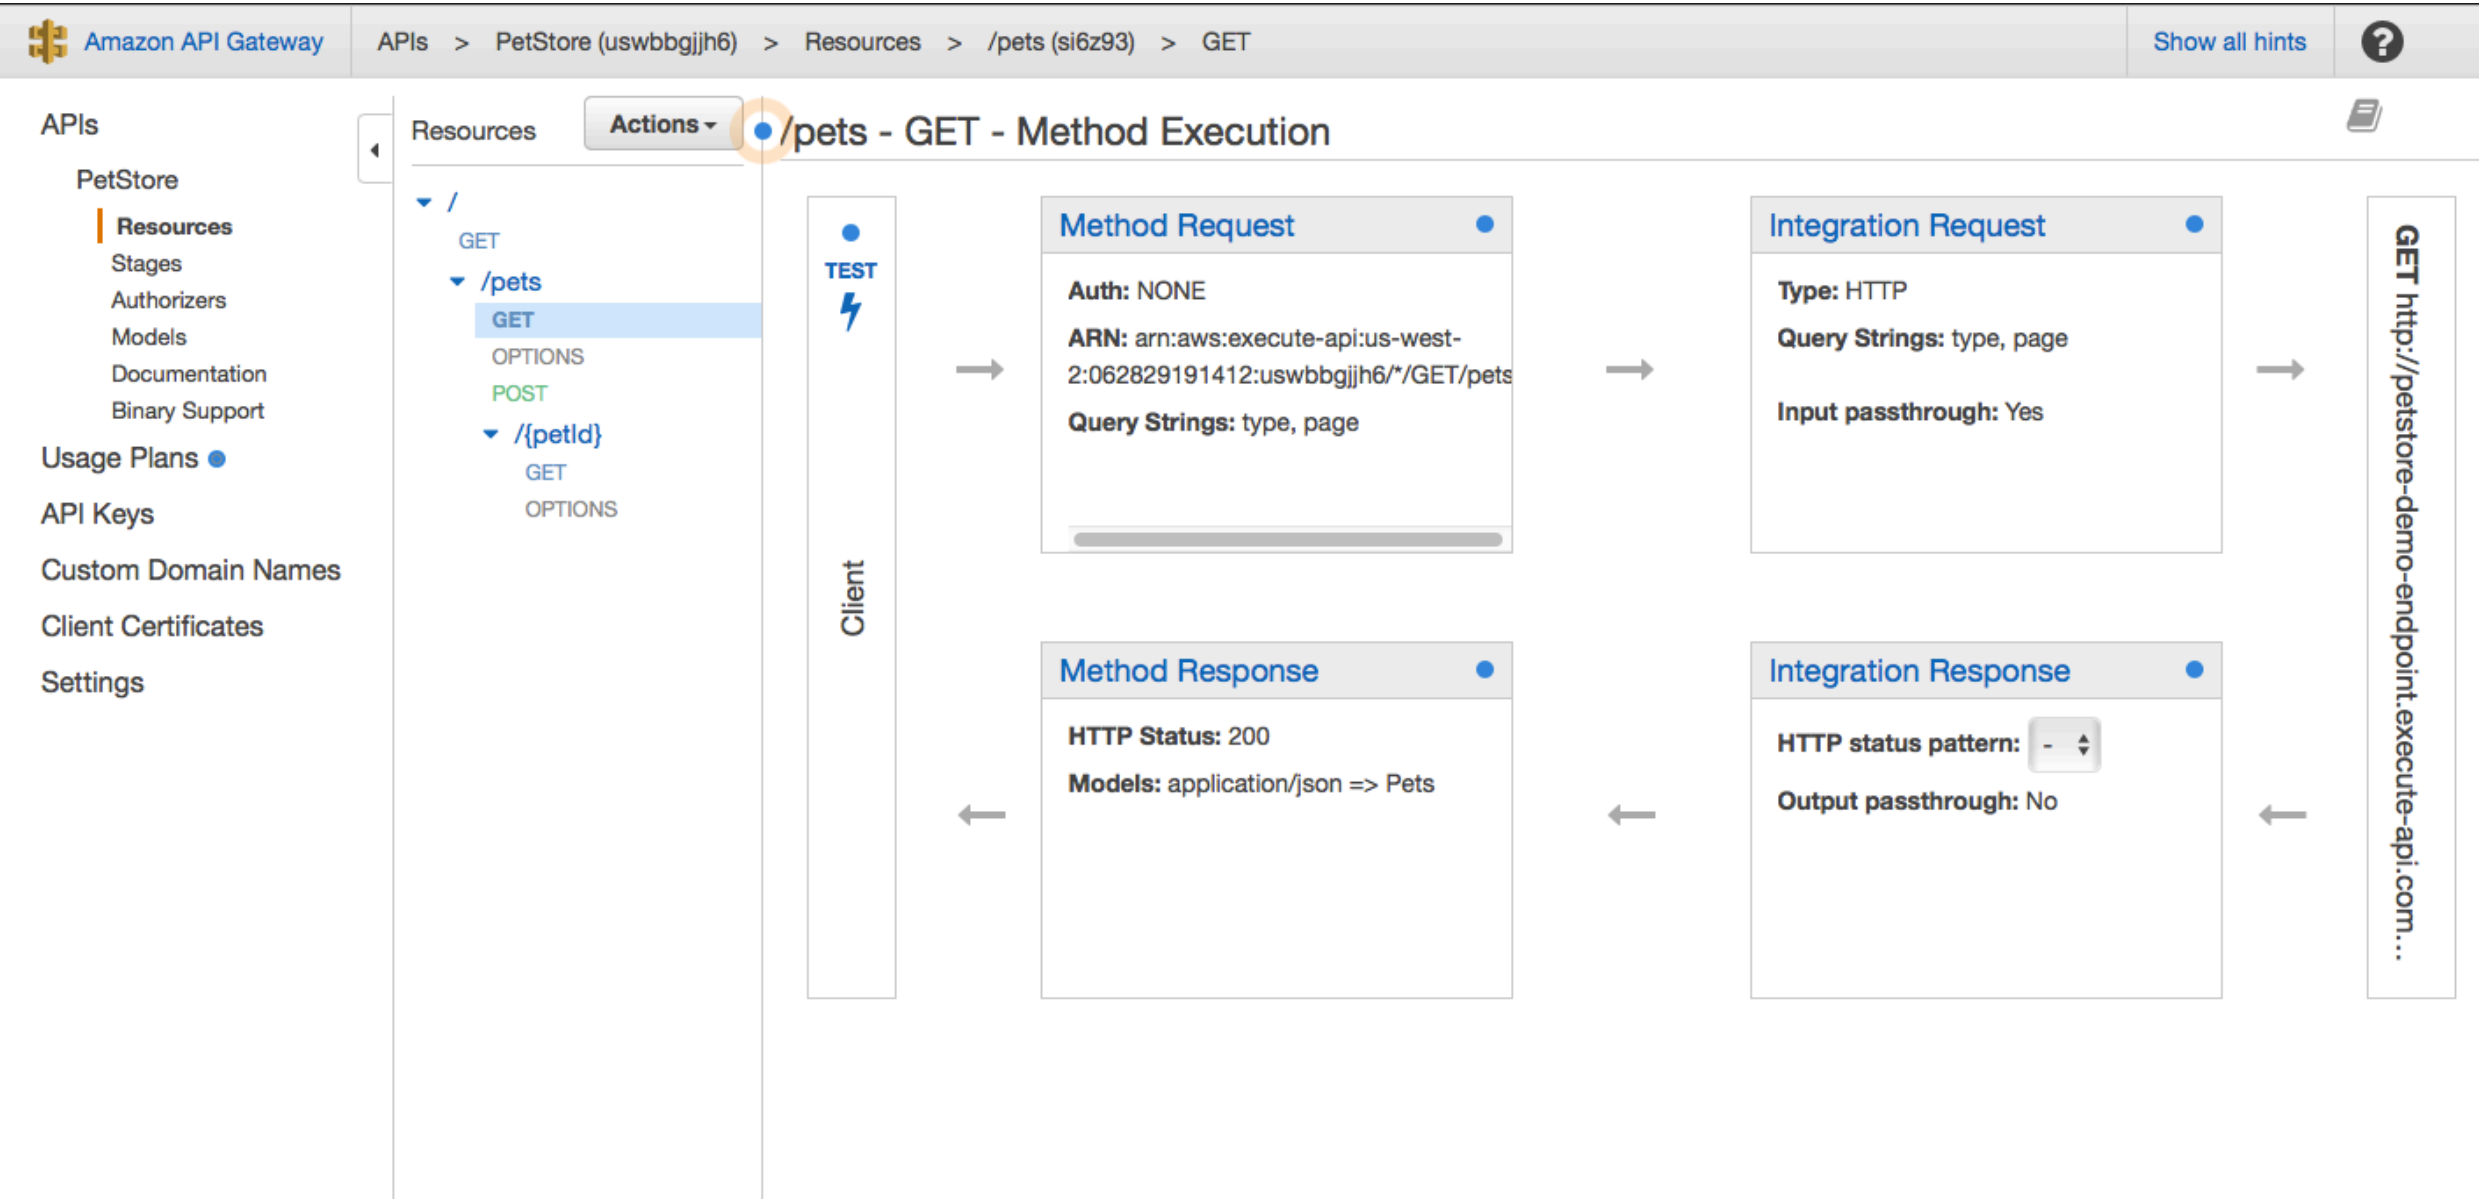 Amazon API Gateway
APIs > PetStore (uswbbgjjh6) > Resources > /pets (si6z93) > GET
Show all hints
?
APIs
PetStore
Resources
Stages
Authorizers
Models
Documentation
Binary Support
Usage Plans
API Keys
Custom Domain Names
Client Certificates
Settings
Resources
Actions
/
GET
/pets
GET
OPTIONS
POST
/{petId}
GET
OPTIONS
/pets - GET - Method Execution
TEST
Client
Method Request
Auth: NONE
ARN: arn:aws:execute-api:us-west-
2:062829191412:uswbbgjjh6/*/GET/pets
Query Strings: type, page
Integration Request
Type: HTTP
Query Strings: type, page
Input passthrough: Yes
GET http://petstore-demo-endpoint.execute-api.com...
Method Response
HTTP Status: 200
Models: application/json => Pets
Integration Response
HTTP status pattern: -
Output passthrough: No